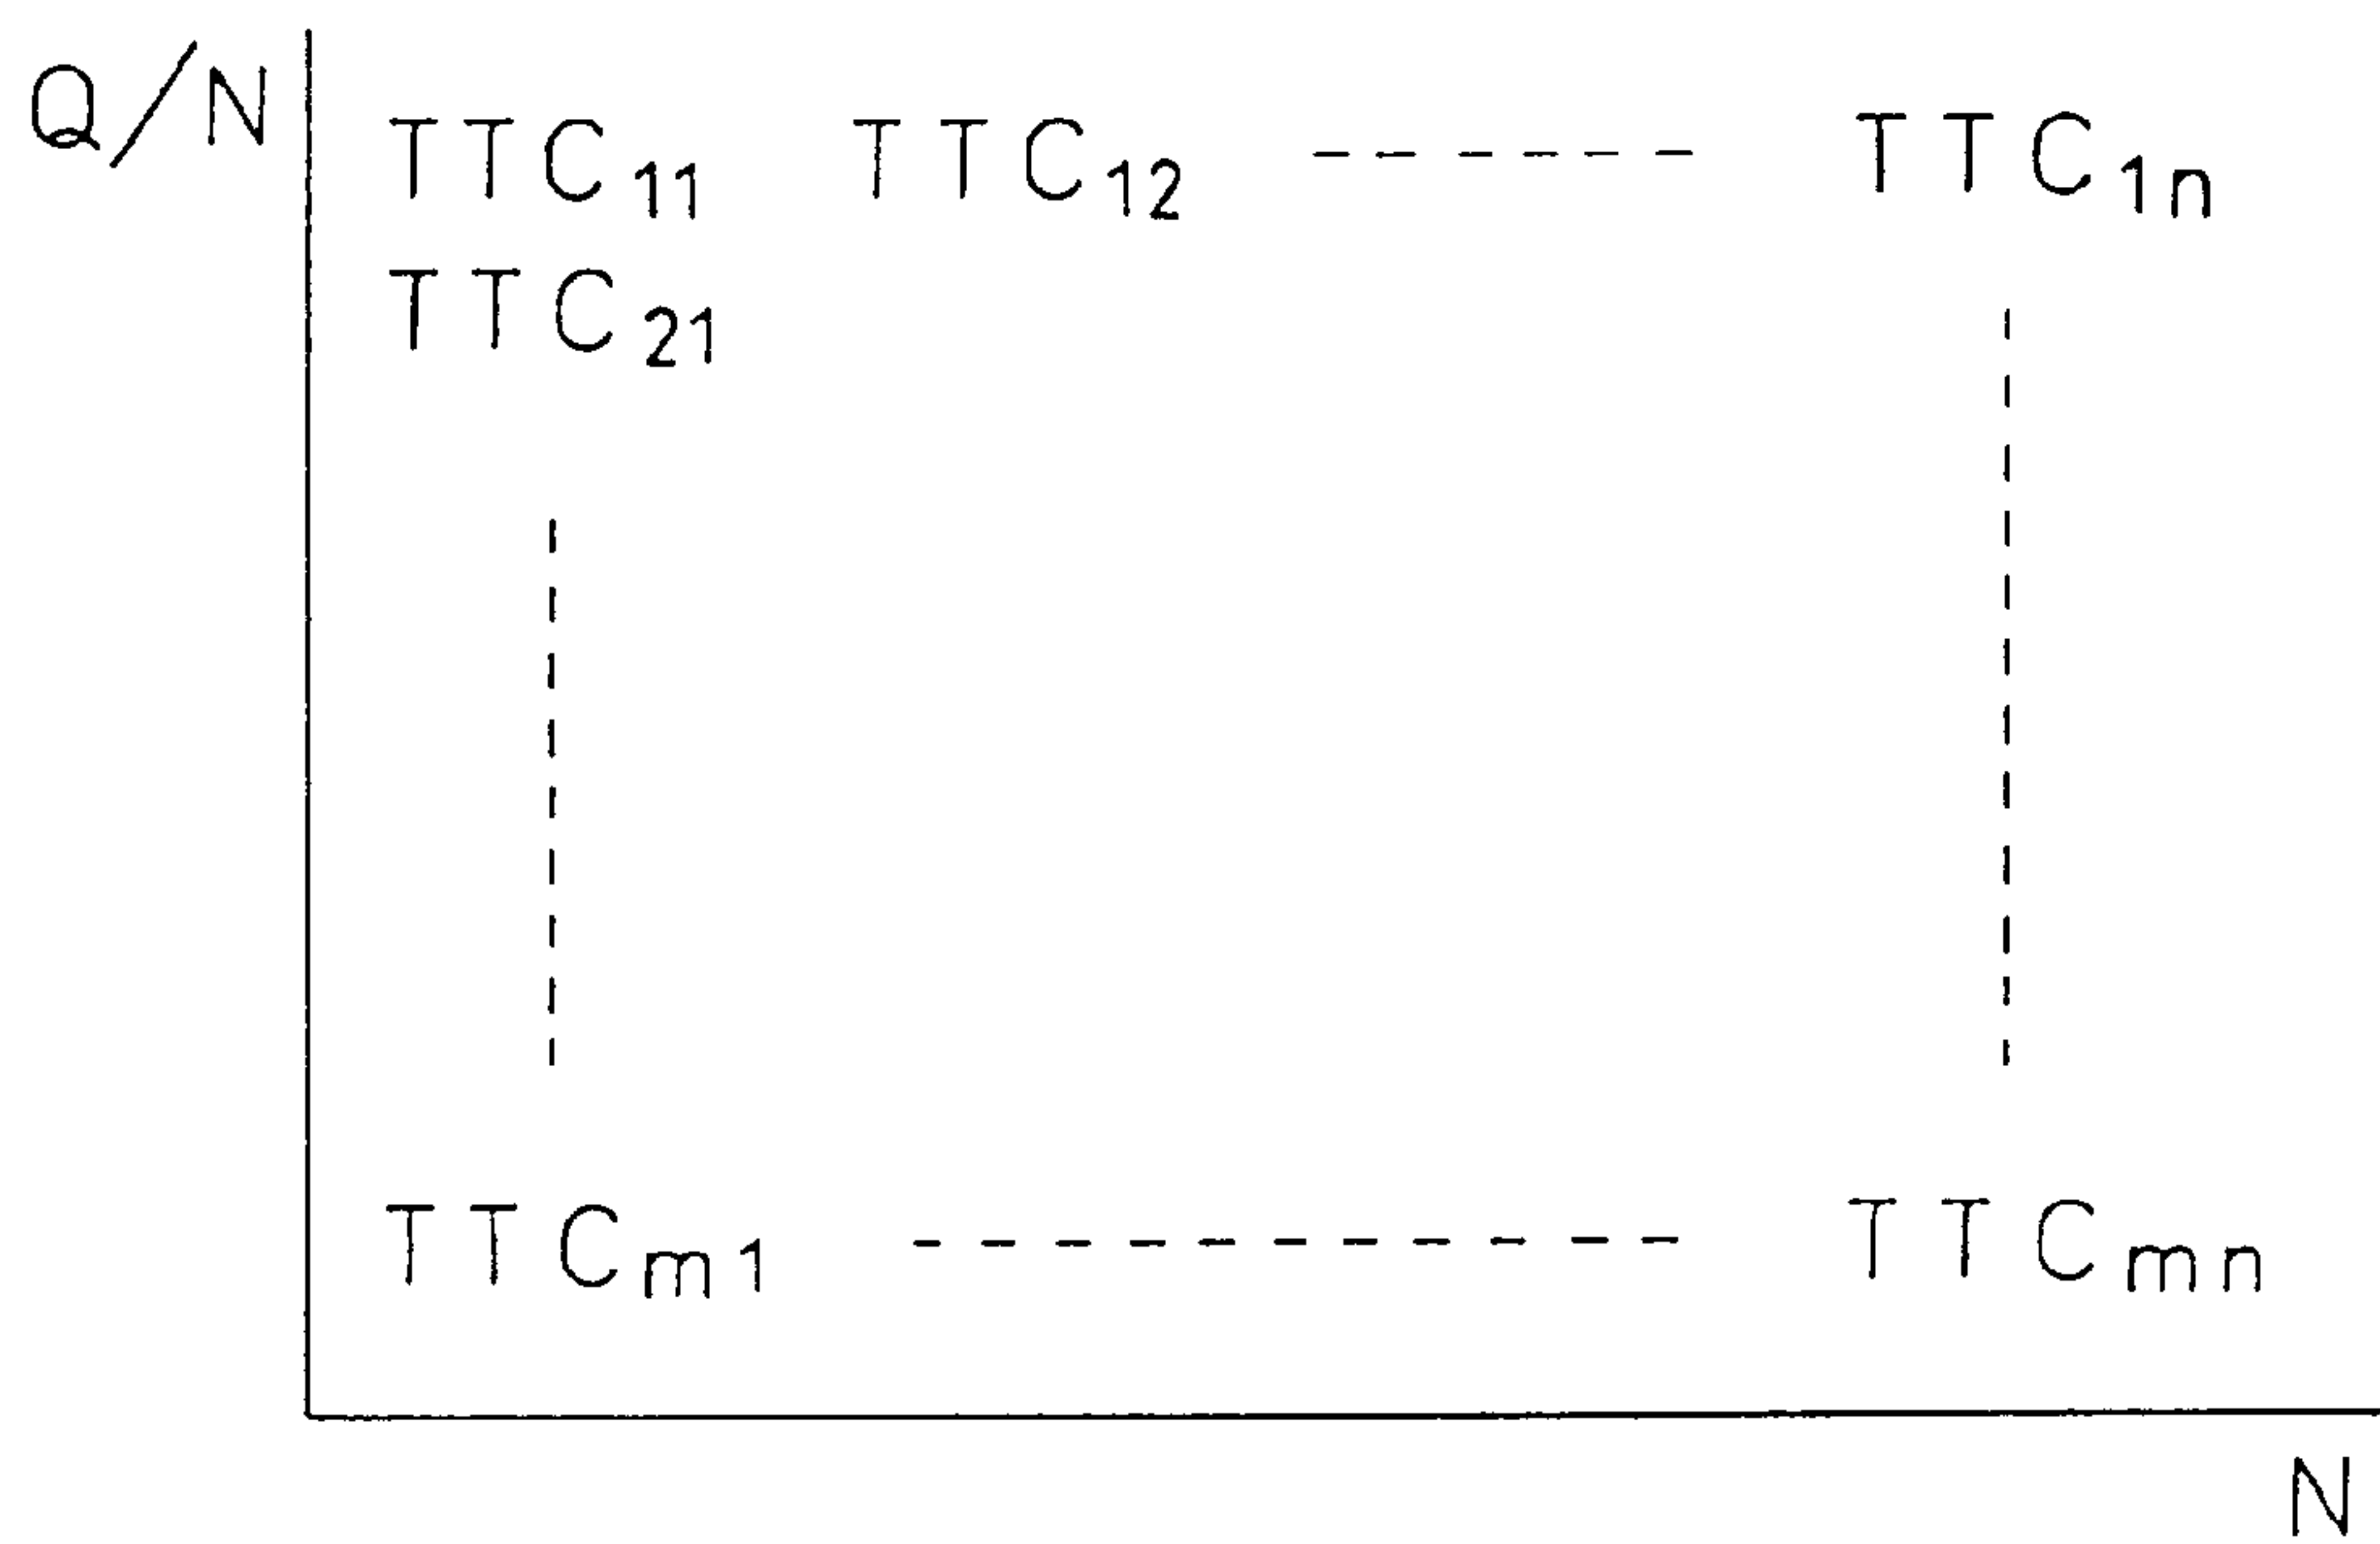 Q/N
TTC₁₁ TTC₁₂ ------ TTC₁ₙ
TTC₂₁
TTCₘ₁ ----------- TTCₘₙ
N